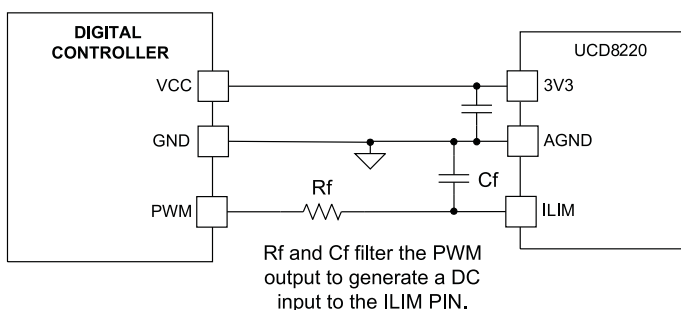 DIGITAL
CONTROLLER
UCD8220
VCC
3V3
GND
AGND
Rf
Cf
PWM
ILIM
Rf and Cf filter the PWM
output to generate a DC
input to the ILIM PIN.